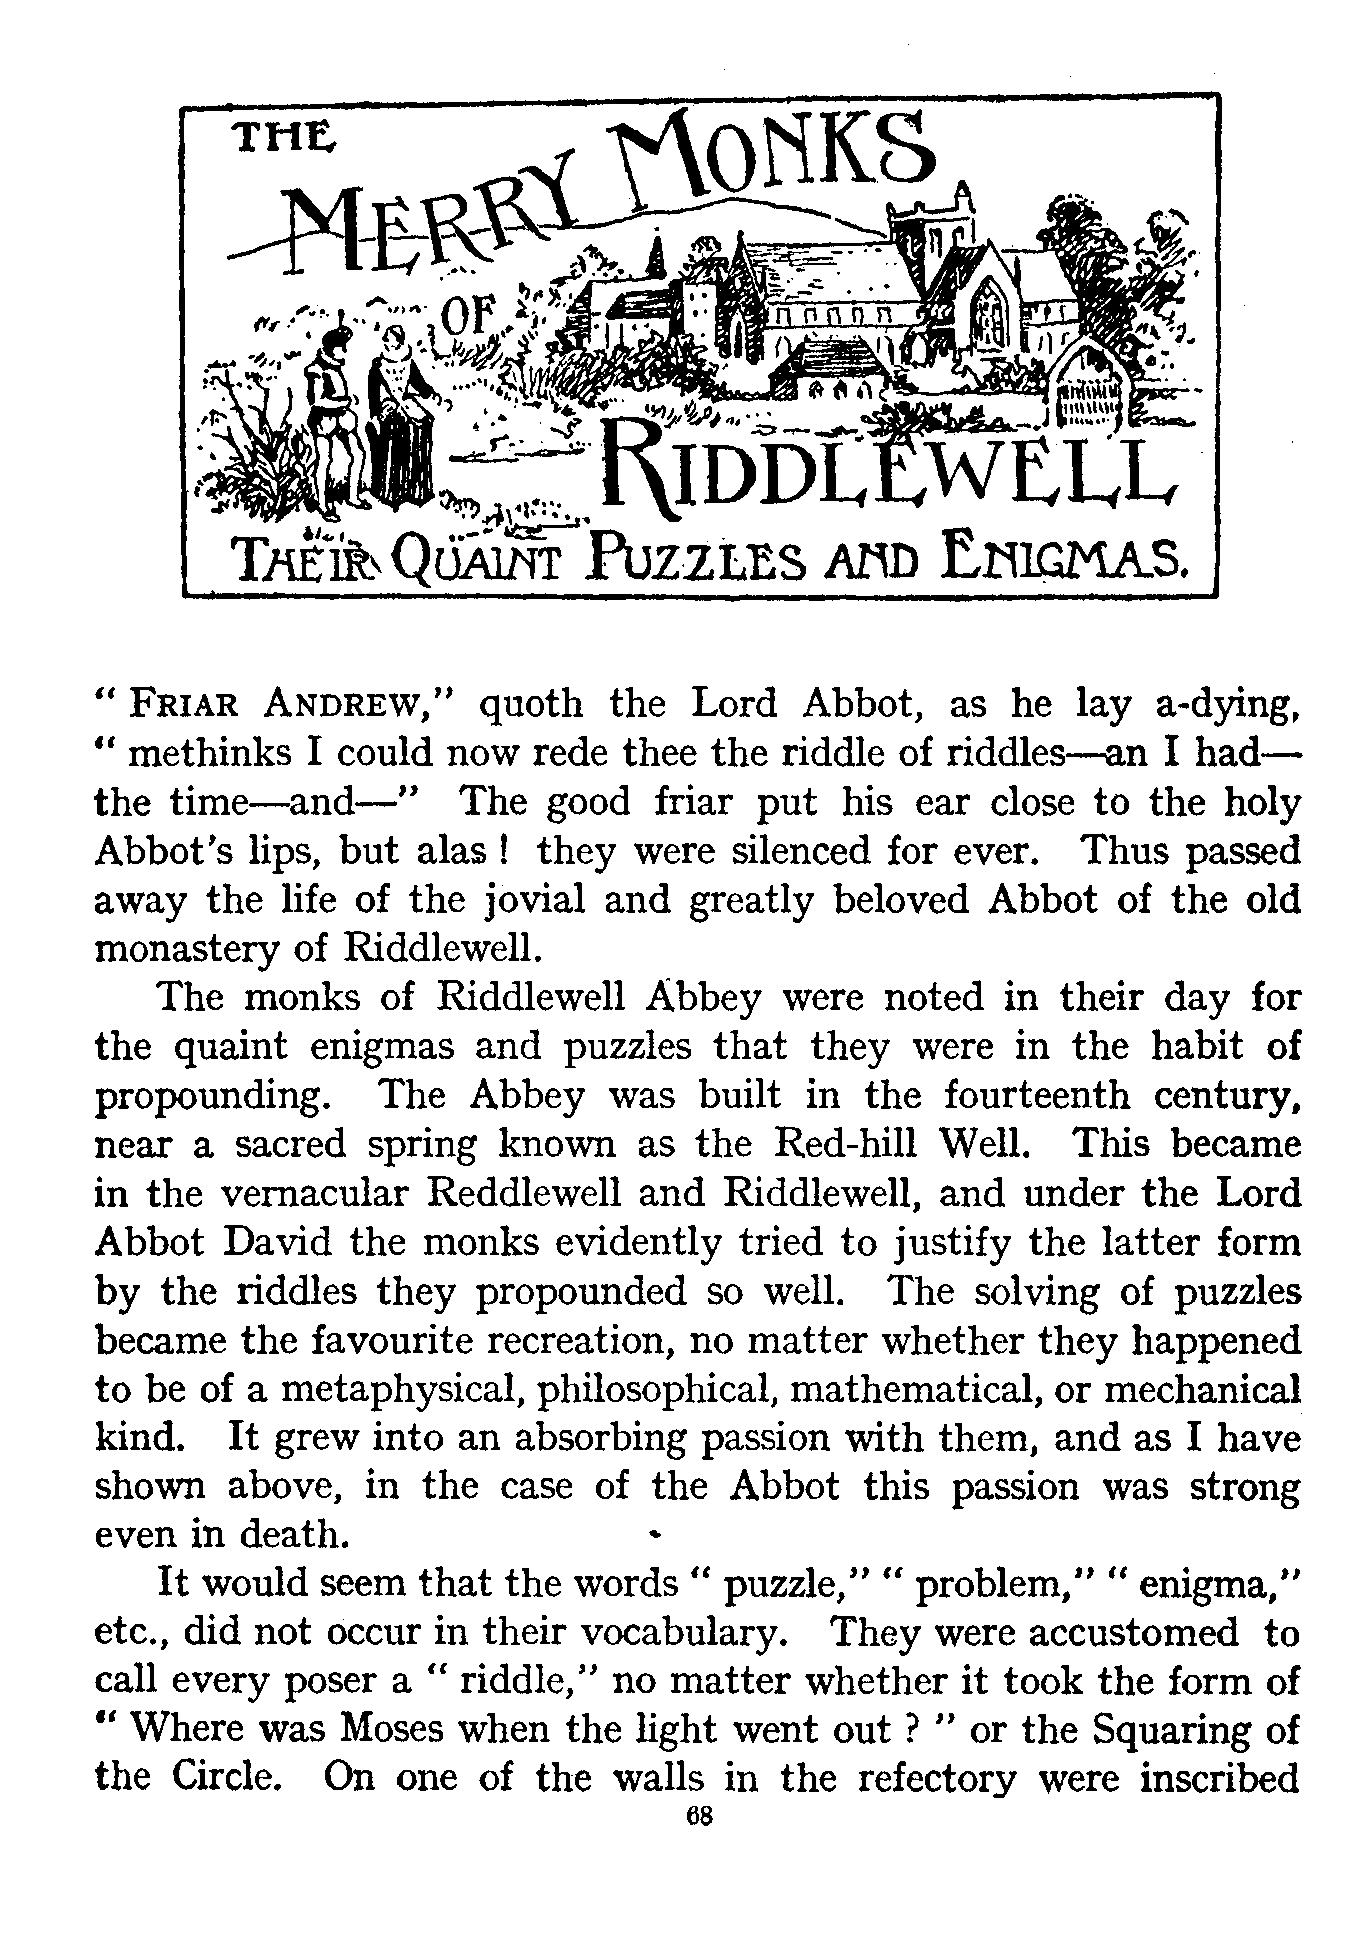 THE
MERRY MONKS
OF
RIDDLEWELL
THEIR QUAINT PUZZLES AND ENIGMAS.
“ FRIAR ANDREW,” quoth the Lord Abbot, as he lay a-dying,
“ methinks I could now rede thee the riddle of riddles—an I had—
the time—and—” The good friar put his ear close to the holy
Abbot's lips, but alas ! they were silenced for ever. Thus passed
away the life of the jovial and greatly beloved Abbot of the old
monastery of Riddlewell.
The monks of Riddlewell Abbey were noted in their day for
the quaint enigmas and puzzles that they were in the habit of
propounding. The Abbey was built in the fourteenth century,
near a sacred spring known as the Red-hill Well. This became
in the vernacular Reddlewell and Riddlewell, and under the Lord
Abbot David the monks evidently tried to justify the latter form
by the riddles they propounded so well. The solving of puzzles
became the favourite recreation, no matter whether they happened
to be of a metaphysical, philosophical, mathematical, or mechanical
kind. It grew into an absorbing passion with them, and as I have
shown above, in the case of the Abbot this passion was strong
even in death.
It would seem that the words “ puzzle,” “ problem,” “ enigma,”
etc., did not occur in their vocabulary. They were accustomed to
call every poser a “ riddle,” no matter whether it took the form of
“ Where was Moses when the light went out ? ” or the Squaring of
the Circle. On one of the walls in the refectory were inscribed
68